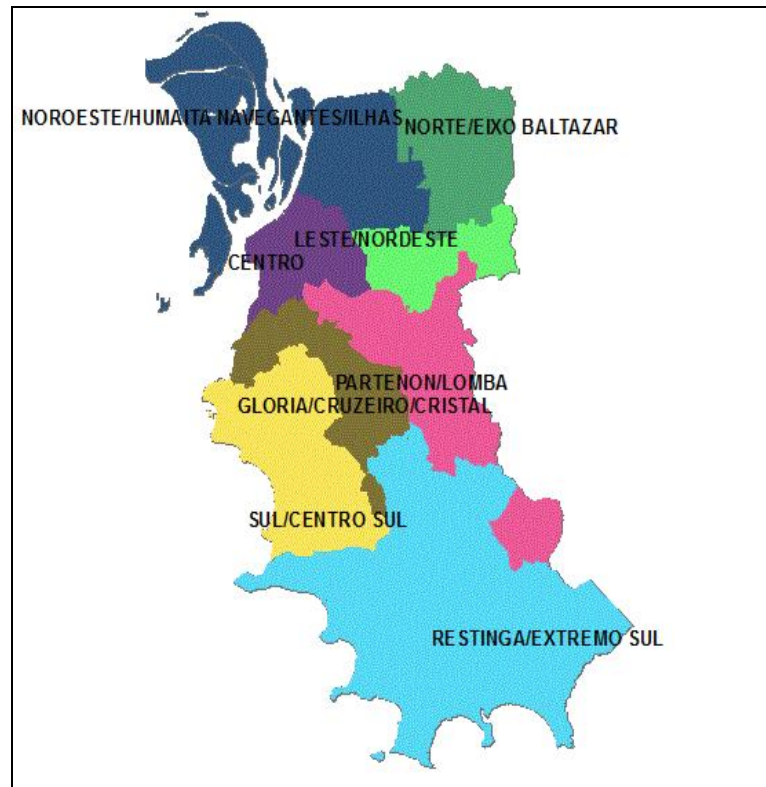 NOROESTE/HUMAITA NAVEGANTES/ILHAS
NORTE/EIXO BALTAZAR
LESTE/NORDESTE
CENTRO
PARTENON/LOMBA
GLORIA/CRUZEIRO/CRISTAL
SUL/CENTRO SUL
RESTINGA/EXTREMO SUL